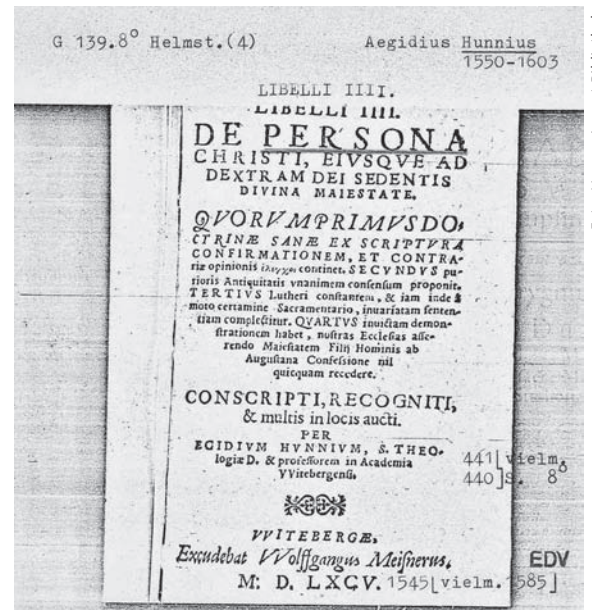 G 139.8° Helmst.(4) Aegidius Hunnius
1550-1603
LIBELLI IIII.
LIBELLI IIII.
DE PERSONA
CHRISTI, EIVSQVE AD
DEXTRAM DEI SEDENTIS
DIVINA MAIESTATE.
QVORVM PRIMVS DO-
CTRINÆ SANÆ EX SCRIPTVRA
CONFIRMATIONEM, ET CONTRA-
riæ opinionis ἔλεγχον continet. SECVNDVS pu-
rioris Antiquitatis vnanimem consensum proponit.
TERTIVS Lutheri constantem, & iam inde à
moto certamine Sacramentario, inuariatam senten-
tiam complectitur. QVARTVS inuictam demon-
strationem habet, nostras Ecclesias asse-
rendo Maiestatem Filij Hominis ab
Augustana Confessione nil
quicquam recedere.
CONSCRIPTI, RECOGNITI,
& multis in locis aucti.
PER
EGIDIVM HVNNIVM, S. THEO-
logiæ D. & professorem in Academia
VVitebergensi.
441[vielm.
440]S. 8°
VVITEBERGÆ,
Excudebat VVolffgangus Meisnerus,
EDV
M: D. LXCV. 1545[vielm. 1585]